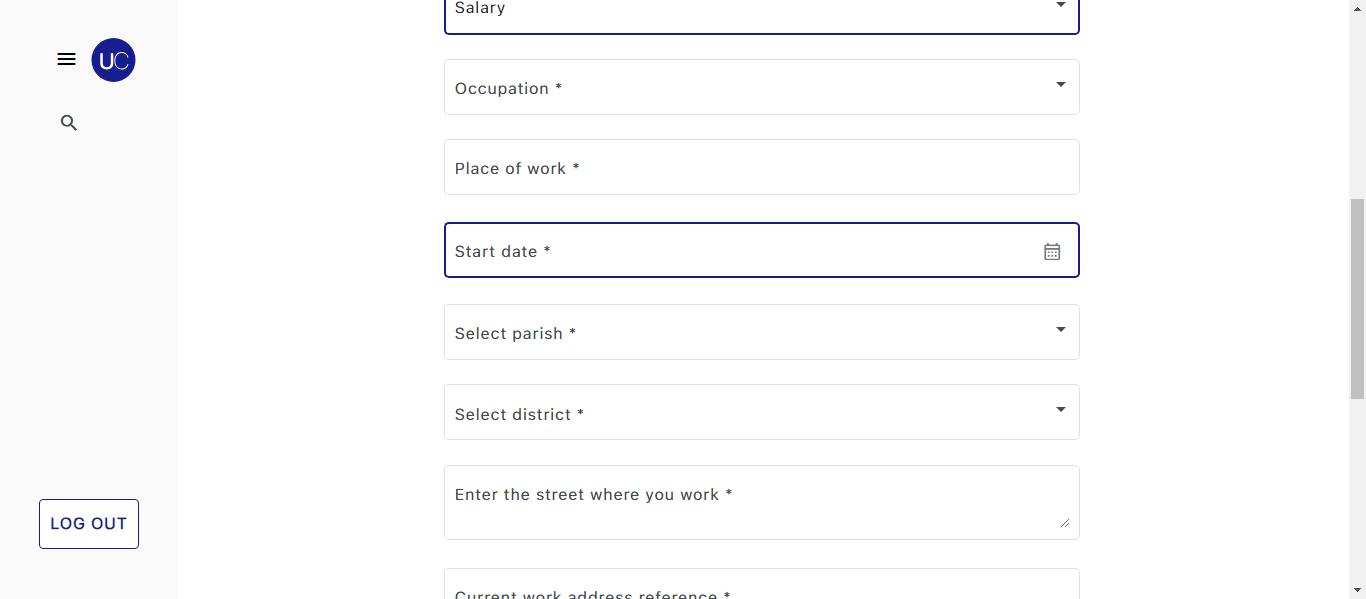 UC
Salary
Occupation *
Place of work *
Start date *
Select parish *
Select district *
Enter the street where you work *
Current work address reference *
LOG OUT